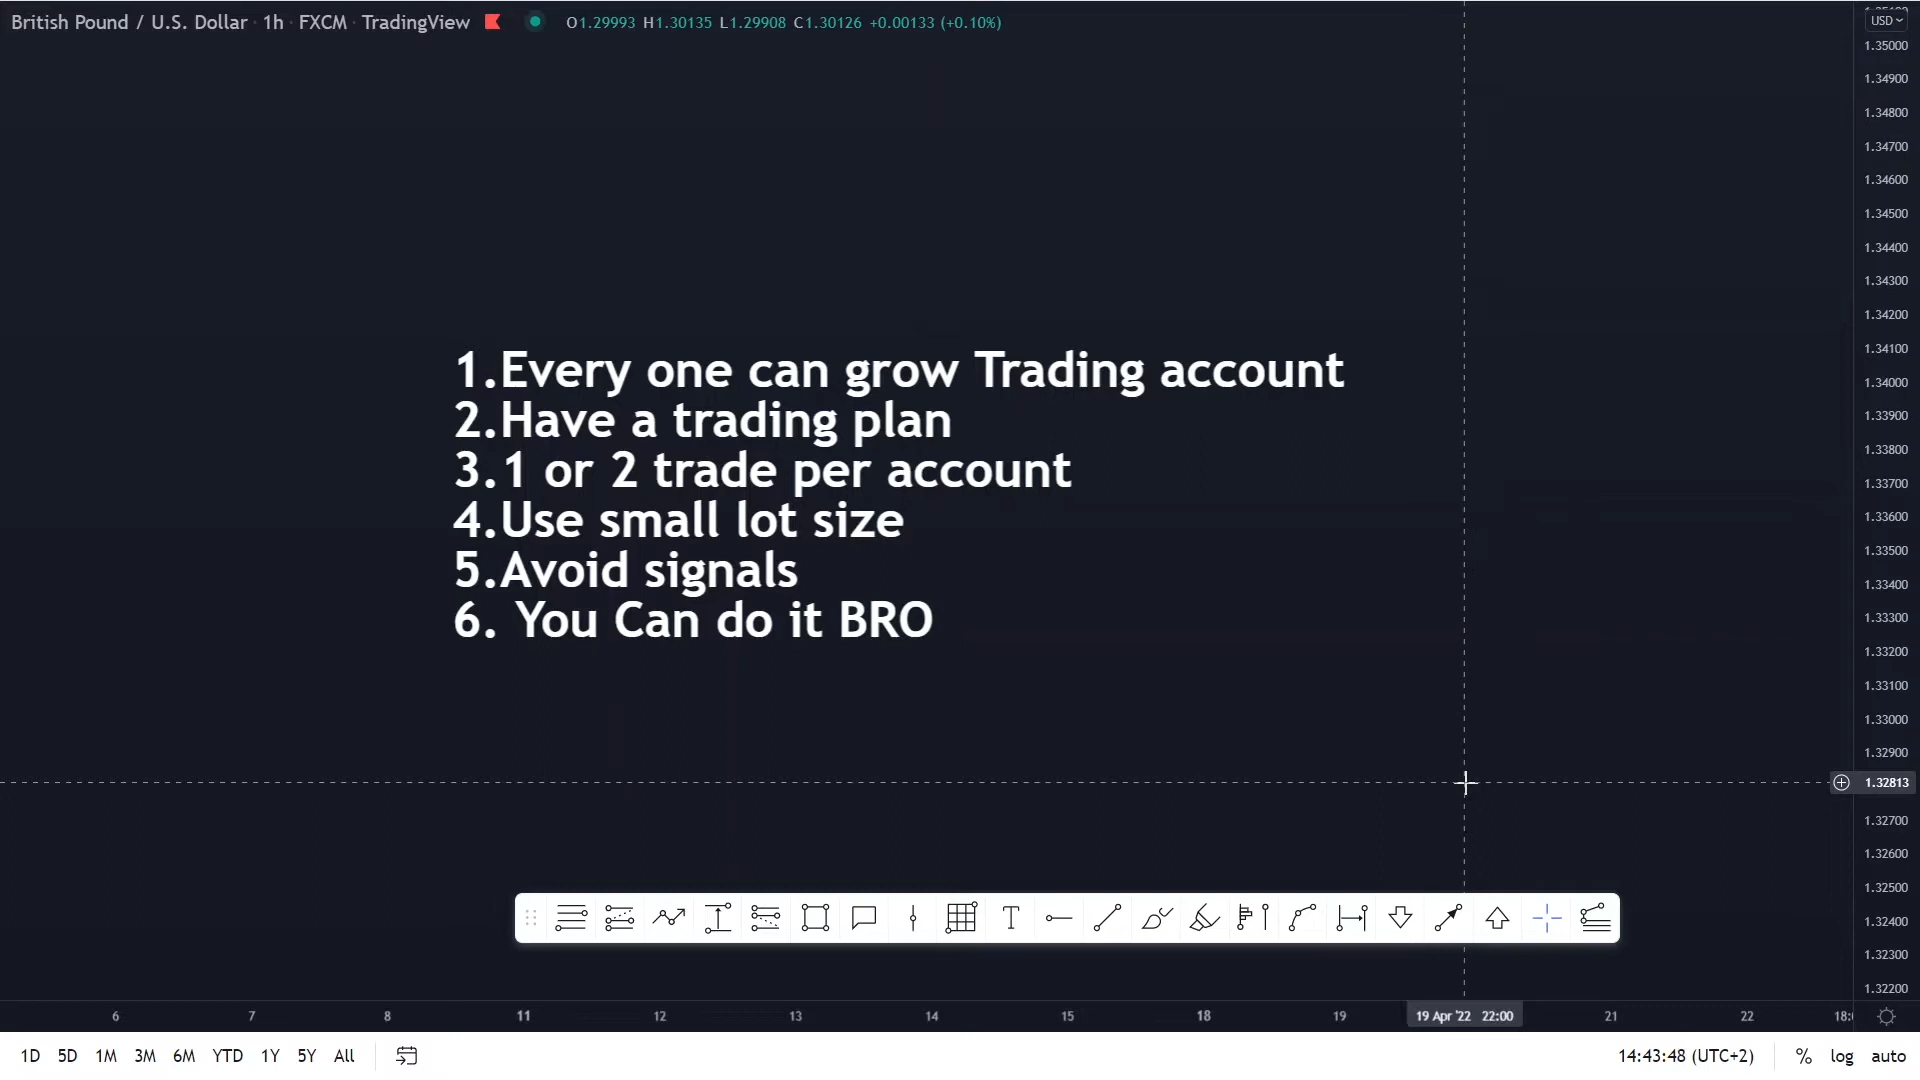 British Pound / U.S. Dollar · 1h · FXCM · TradingView O1.29993 H1.30135 L1.29908 C1.30126 +0.00133 (+0.10%)
USD
1.35000
1.34900
1.34800
1.34700
1.34600
1.34500
1.34400
1.34300
1.34200
1.34100
1.34000
1.33900
1.33800
1.33700
1.33600
1.33500
1.33400
1.33300
1.33200
1.33100
1.33000
1.32900
1.32813
1.32700
1.32600
1.32500
1.32400
1.32300
1.32200
1.Every one can grow Trading account
2.Have a trading plan
3.1 or 2 trade per account
4.Use small lot size
5.Avoid signals
6. You Can do it BRO
6 7 8 11 12 13 14 15 18 19 19 Apr '22 22:00 21 22
1D 5D 1M 3M 6M YTD 1Y 5Y All 14:43:48 (UTC+2) % log auto